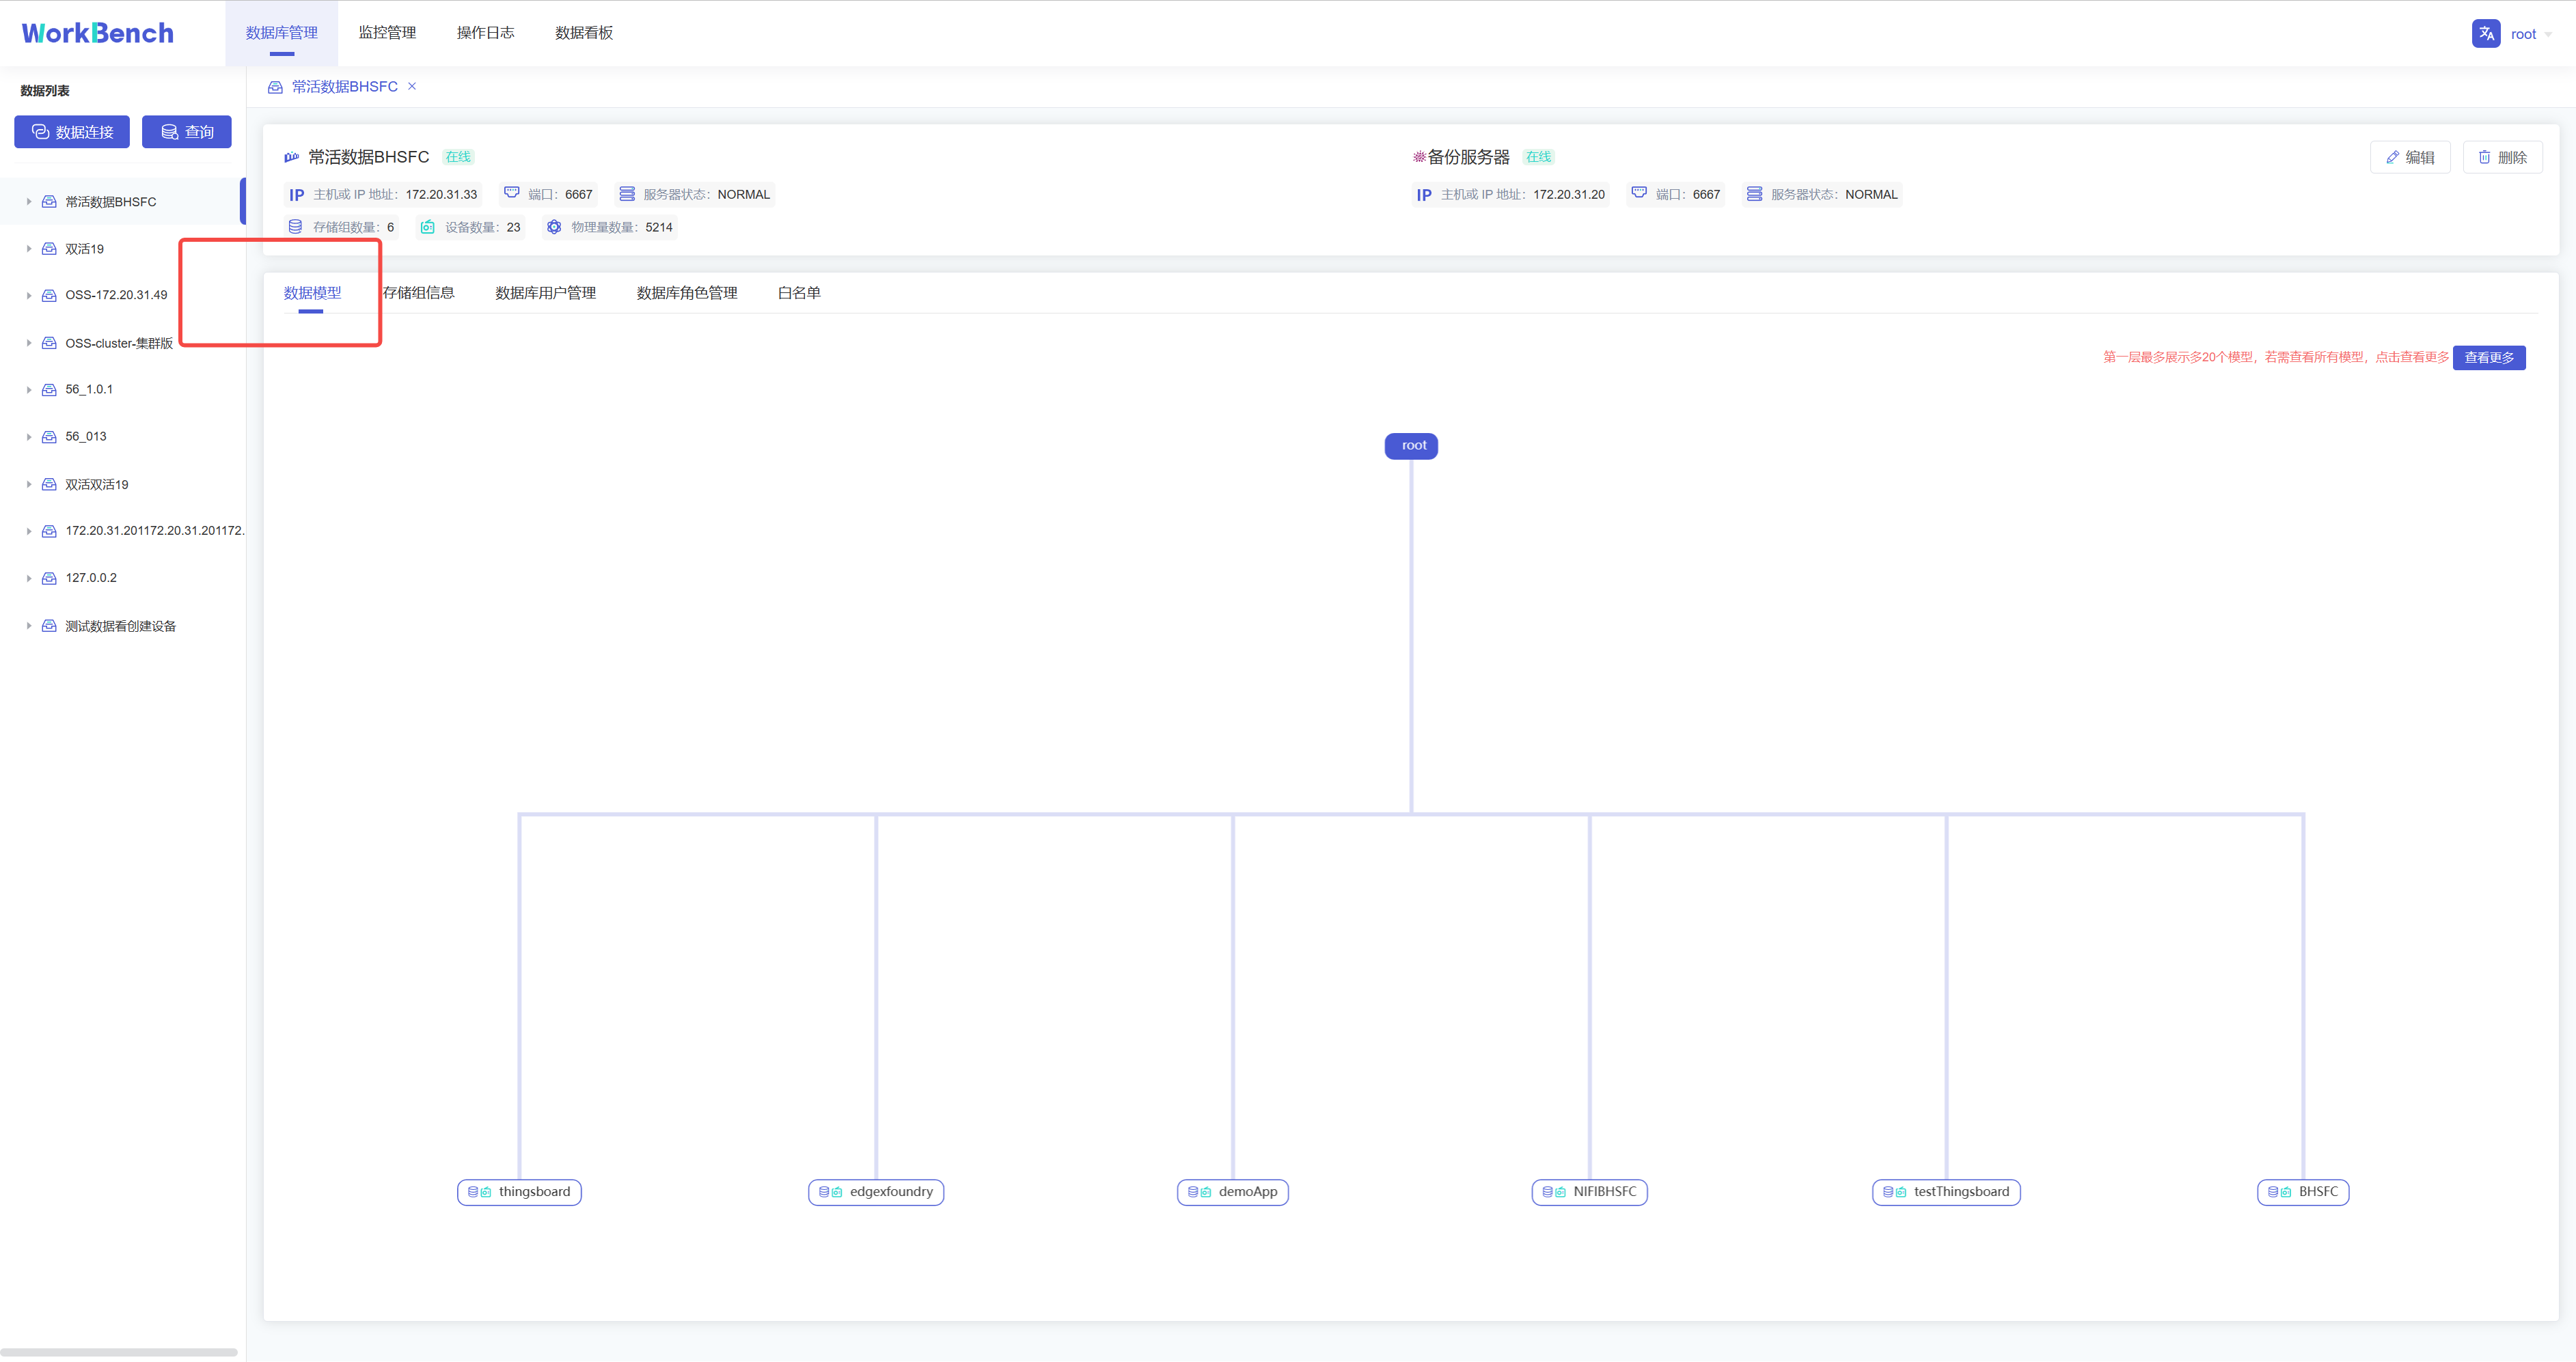 WorkBench
数据库管理
监控管理
操作日志
数据看板
root
数据列表
数据连接
查询
常活数据BHSFC
双活19
OSS-172.20.31.49
OSS-cluster-集群版
56_1.0.1
56_013
双活双活19
172.20.31.201172.20.31.201172.
127.0.0.2
测试数据看创建设备
常活数据BHSFC ×
常活数据BHSFC 在线
IP 主机或 IP 地址: 172.20.31.33 端口: 6667 服务器状态: NORMAL
存储组数量: 6 设备数量: 23 物理量数量: 5214
备份服务器 在线
IP 主机或 IP 地址: 172.20.31.20 端口: 6667 服务器状态: NORMAL
编辑
删除
数据模型 存储组信息 数据库用户管理 数据库角色管理 白名单
第一层最多展示多20个模型，若需查看所有模型，点击查看更多 查看更多
root
thingsboard
edgexfoundry
demoApp
NIFIBHSFC
testThingsboard
BHSFC